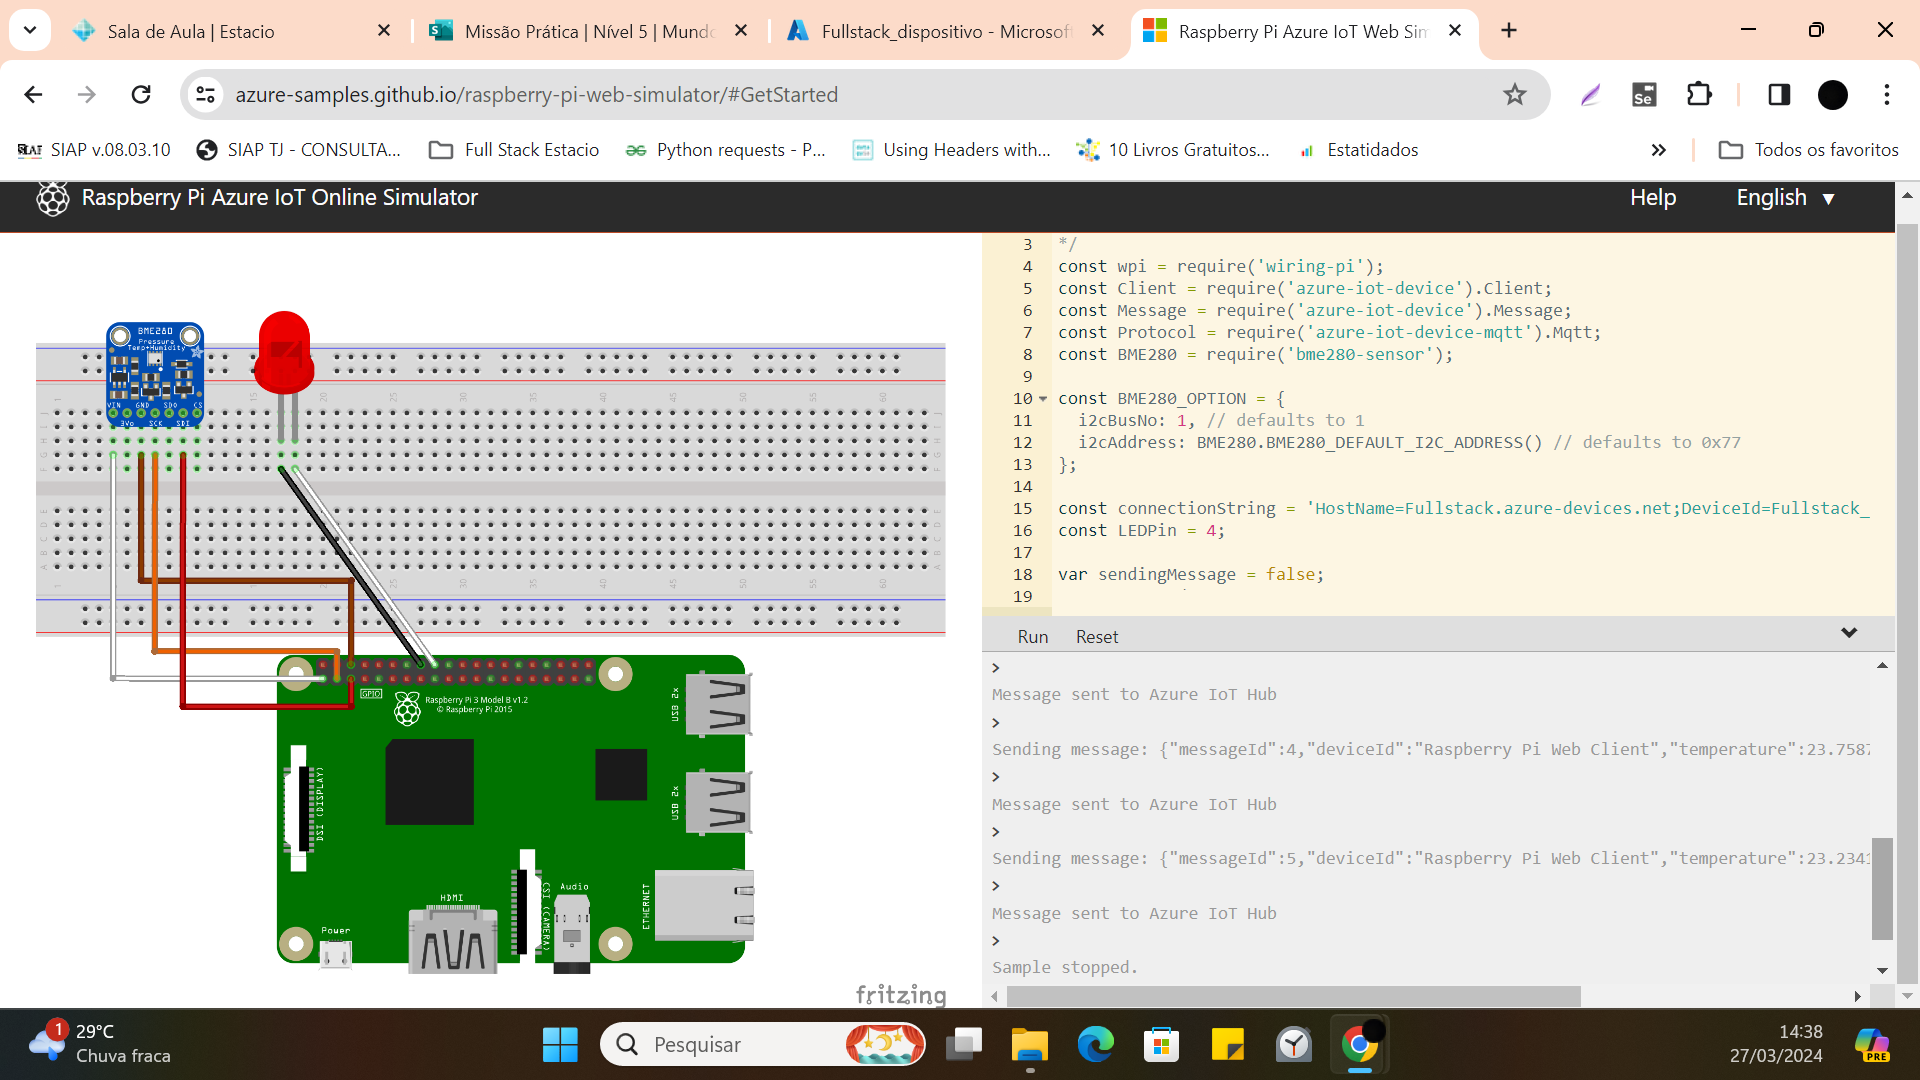 Sala de Aula | Estacio
Missão Prática | Nível 5 | Mundo
Fullstack_dispositivo - Microsoft
Raspberry Pi Azure IoT Web Sim
azure-samples.github.io/raspberry-pi-web-simulator/#GetStarted
SIAP v.08.03.10
SIAP TJ - CONSULTA...
Full Stack Estacio
Python requests - P...
Using Headers with...
10 Livros Gratuitos...
Estatidados
Todos os favoritos
Raspberry Pi Azure IoT Online Simulator
Help
English ▼
3 */
4 const wpi = require('wiring-pi');
5 const Client = require('azure-iot-device').Client;
6 const Message = require('azure-iot-device').Message;
7 const Protocol = require('azure-iot-device-mqtt').Mqtt;
8 const BME280 = require('bme280-sensor');
9
10 const BME280_OPTION = {
11 i2cBusNo: 1, // defaults to 1
12 i2cAddress: BME280.BME280_DEFAULT_I2C_ADDRESS() // defaults to 0x77
13 };
14
15 const connectionString = 'HostName=Fullstack.azure-devices.net;DeviceId=Fullstack_
16 const LEDPin = 4;
17
18 var sendingMessage = false;
19
Run Reset
>
Message sent to Azure IoT Hub
>
Sending message: {"messageId":4,"deviceId":"Raspberry Pi Web Client","temperature":23.7587
>
Message sent to Azure IoT Hub
>
Sending message: {"messageId":5,"deviceId":"Raspberry Pi Web Client","temperature":23.2341
>
Message sent to Azure IoT Hub
>
Sample stopped.
BME280
Pressure
Temp+Humidity
VIN GND SDO CS
3Vo SCK SDI
GPIO
Raspberry Pi 3 Model B v1.2
© Raspberry Pi 2015
USB 2x
USB 2x
DSI (DISPLAY)
CSI (CAMERA)
Audio
ETHERNET
HDMI
Power
fritzing
1
29°C
Chuva fraca
Pesquisar
14:38
27/03/2024
PRE